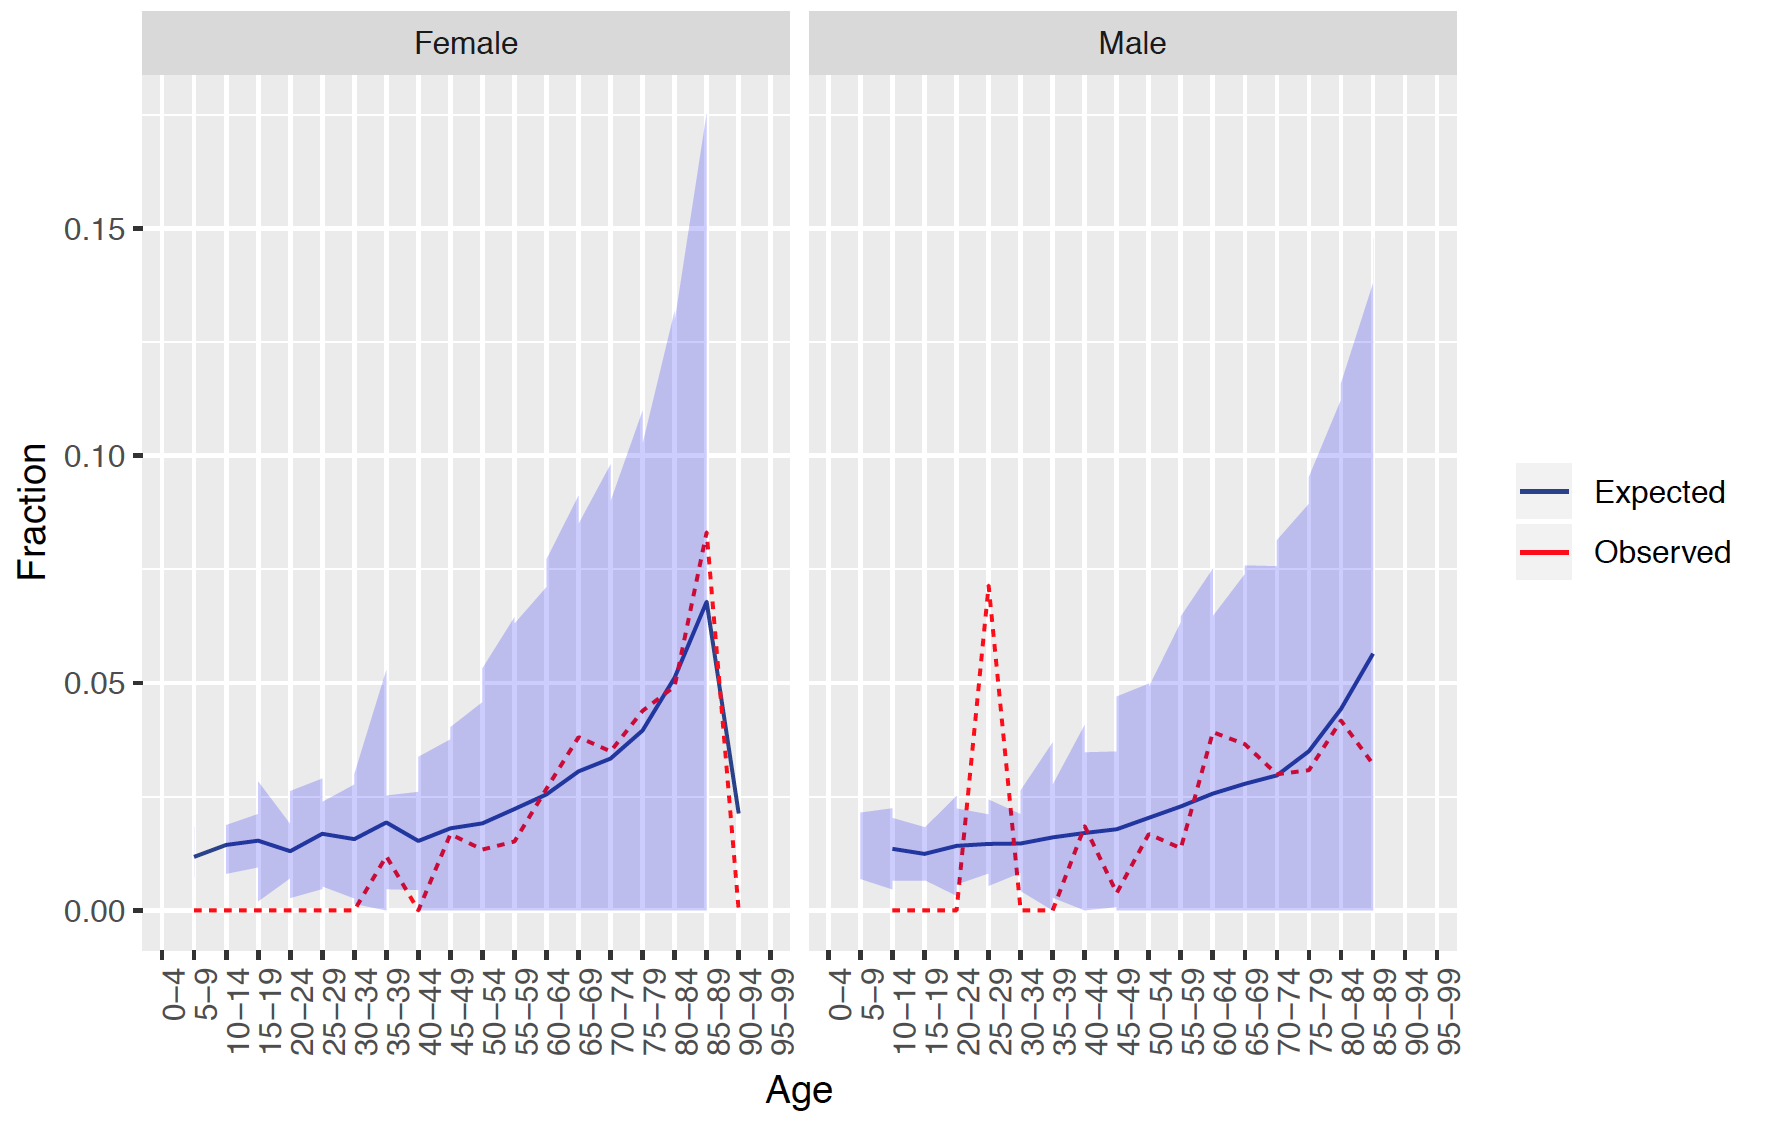 Female Male
0.15
0.10
0.05
0.00
Fraction
0–4 5–9 10–14 15–19 20–24 25–29 30–34 35–39 40–44 45–49 50–54 55–59 60–64 65–69 70–74 75–79 80–84 85–89 90–94 95–99
0–4 5–9 10–14 15–19 20–24 25–29 30–34 35–39 40–44 45–49 50–54 55–59 60–64 65–69 70–74 75–79 80–84 85–89 90–94 95–99
Age
Expected
Observed